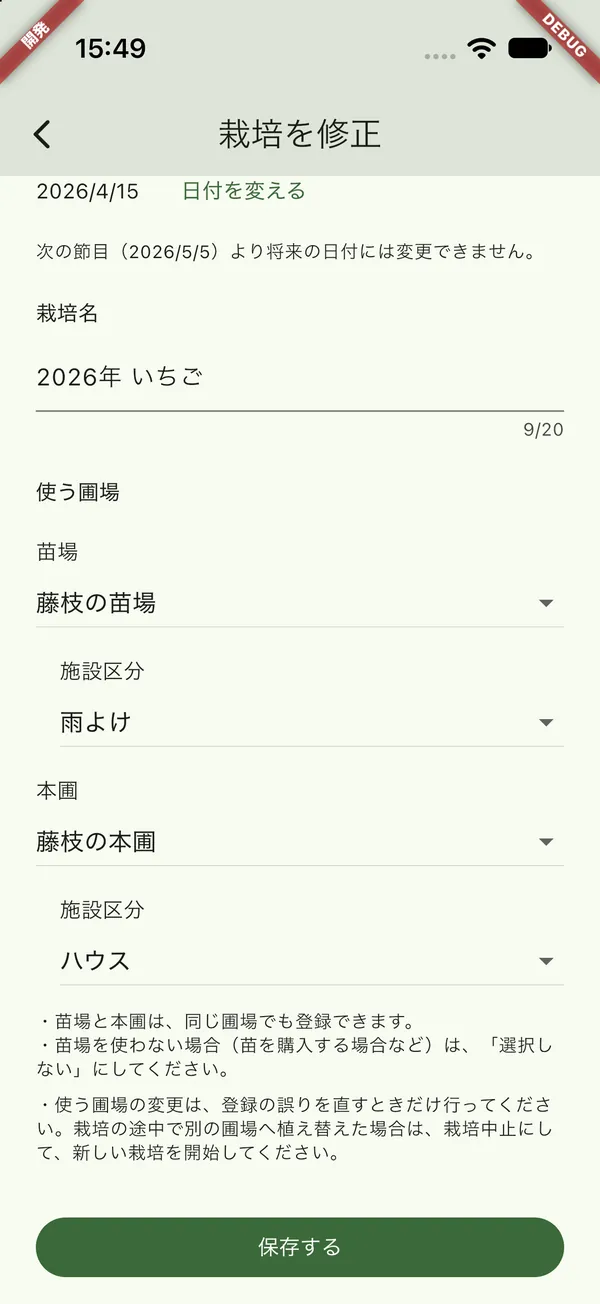 開発
15:49
DEBUG
栽培を修正
2026/4/15 日付を変える
次の節目（2026/5/5）より将来の日付には変更できません。
栽培名
2026年 いちご
9/20
使う圃場
苗場
藤枝の苗場
施設区分
雨よけ
本圃
藤枝の本圃
施設区分
ハウス
・苗場と本圃は、同じ圃場でも登録できます。
・苗場を使わない場合（苗を購入する場合など）は、「選択し
ない」にしてください。
・使う圃場の変更は、登録の誤りを直すときだけ行ってくださ
い。栽培の途中で別の圃場へ植え替えた場合は、栽培中止にし
て、新しい栽培を開始してください。
保存する